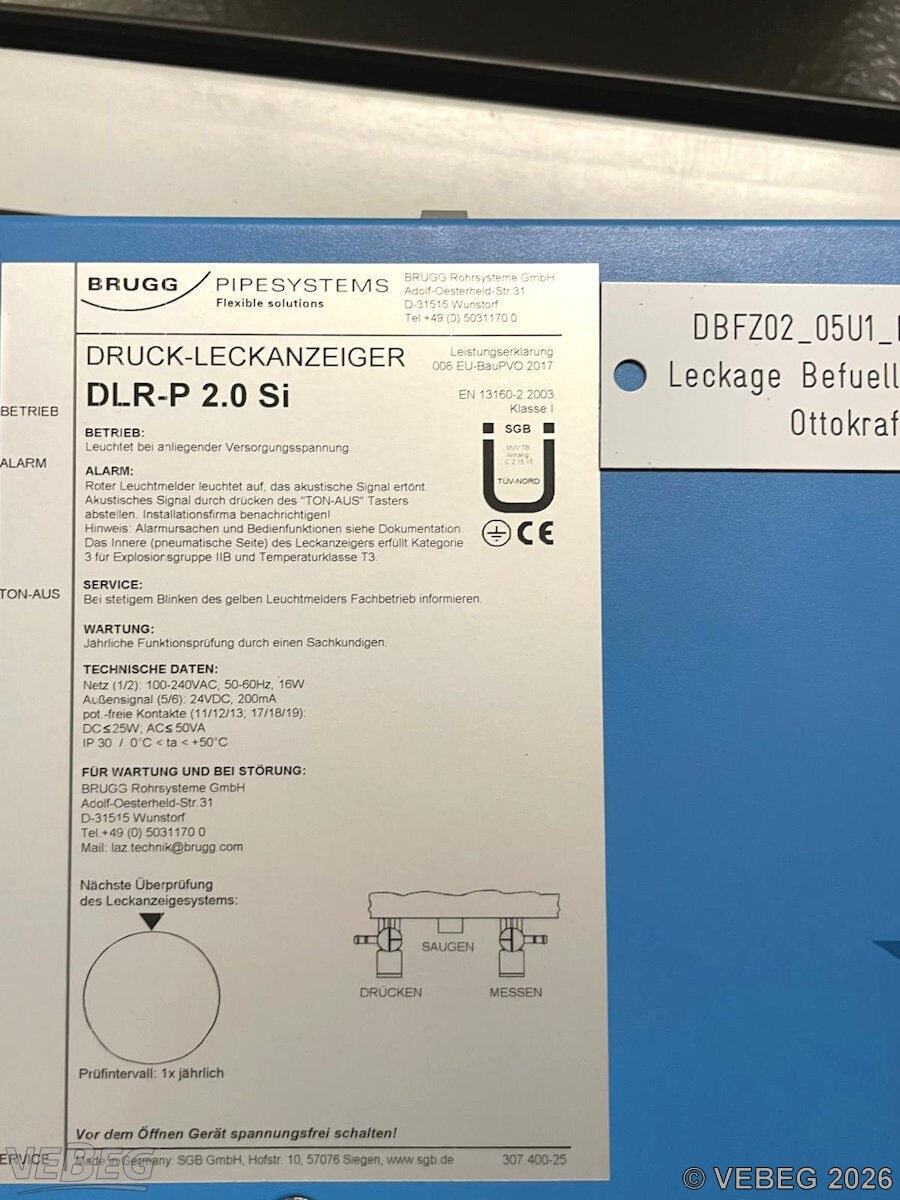 BRUGG PIPESYSTEMS
Flexible solutions
BRUGG Rohrsysteme GmbH
Adolf-Oesterheld-Str. 31
D-31515 Wunstorf
Tel +49 (0) 5031170 0
DRUCK-LECKANZEIGER
DLR-P 2.0 Si
Leistungserklärung
008 EU-BauPVO 2017
EN 13160-2 2003
Klasse I
SGB
TÜV-NORD
CE
BETRIEB
ALARM
TON-AUS
BETRIEB:
Leuchtet bei anliegender Versorgungsspannung.
ALARM:
Roter Leuchtmelder leuchtet auf, das akustische Signal ertönt.
Akustisches Signal durch drücken des "TON-AUS" Tasters
abstellen. Installationsfirma benachrichtigen!
Hinweis: Alarmursachen und Bedienfunktionen siehe Dokumentation.
Das Innere (pneumatische Seite) des Leckanzeigers erfüllt Kategorie
3 für Explosionsgruppe IIB und Temperaturklasse T3.
SERVICE:
Bei stetigem Blinken des gelben Leuchtmelders Fachbetrieb informieren.
WARTUNG:
Jährliche Funktionsprüfung durch einen Sachkundigen.
TECHNISCHE DATEN:
Netz (1/2): 100-240VAC, 50-60Hz, 16W
Außensignal (5/6): 24VDC, 200mA
pot.-freie Kontakte (11/12/13; 17/18/19):
DC≤25W; AC≤50VA
IP 30 / 0°C < ta < +50°C
FÜR WARTUNG UND BEI STÖRUNG:
BRUGG Rohrsysteme GmbH
Adolf-Oesterheld-Str.31
D-31515 Wunstorf
Tel.+49 (0) 5031170 0
Mail: laz.technik@brugg.com
Nächste Überprüfung
des Leckanzeigesystems:
SAUGEN
DRÜCKEN
MESSEN
Prüfintervall: 1x jährlich
Vor dem Öffnen Gerät spannungsfrei schalten!
Made in Germany: SGB GmbH, Hofstr. 10, 57076 Siegen, www.sgb.de
307 400-25
DBFZ02_05U1_
Leckage Befuell
Ottokraf
VEBEG
© VEBEG 2026